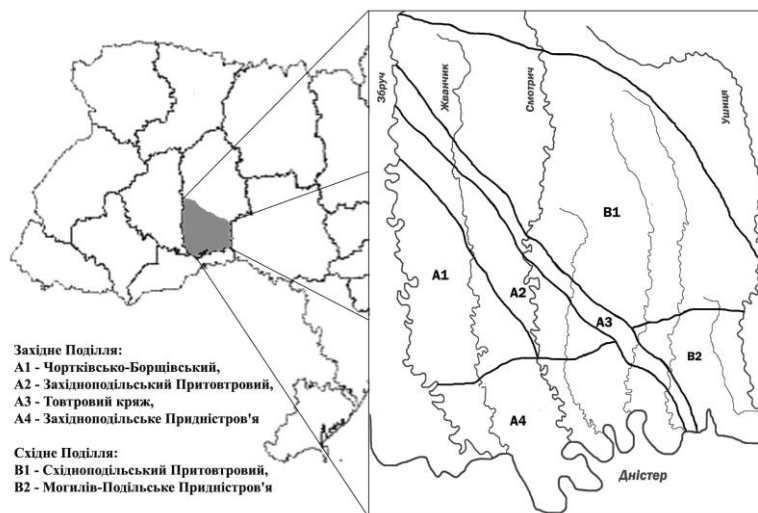 Західне Поділля:
А1 - Чортківсько-Борщівський,
А2 - Західноподільський Притовтровий,
А3 - Товтровий кряж,
А4 - Західноподільське Придністров'я
Східне Поділля:
В1 - Східноподільський Притовтровий,
В2 - Могилів-Подільське Придністров'я
Збруч
Жванчик
Смотрич
Ушиця
В1
А1
А2
А3
В2
А4
Дністер